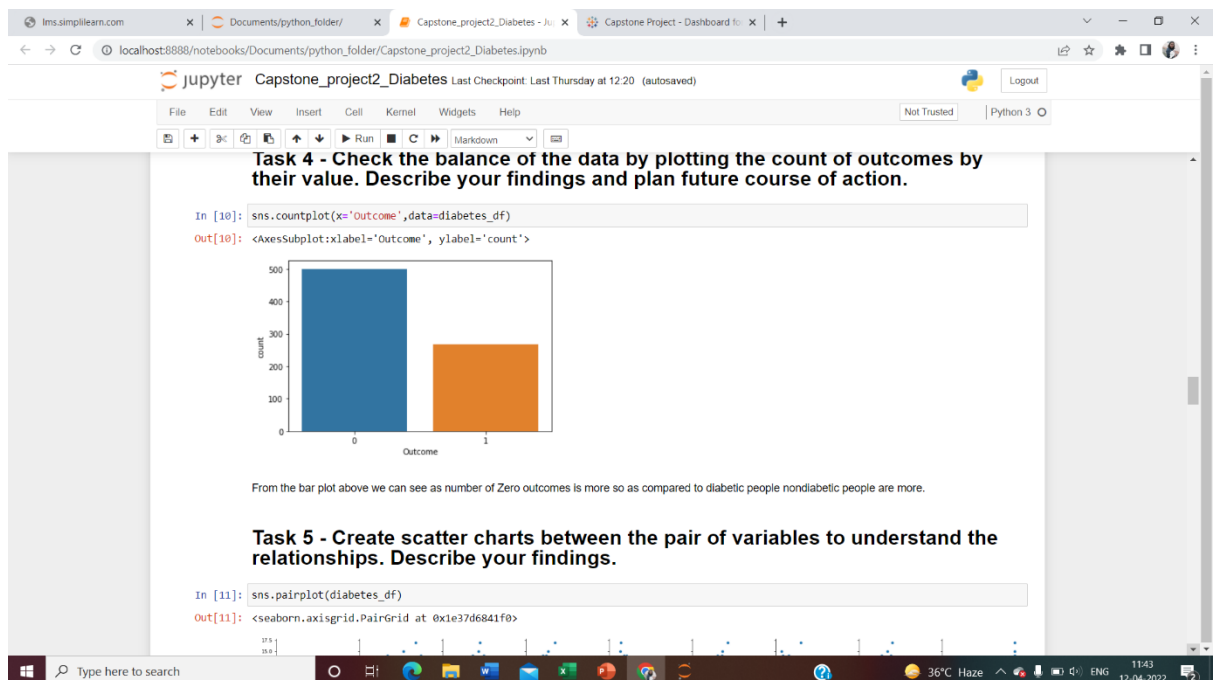 lms.simplilearn.com
Documents/python_folder/
Capstone_project2_Diabetes - Ju
Capstone Project - Dashboard fo
localhost:8888/notebooks/Documents/python_folder/Capstone_project2_Diabetes.ipynb
jupyter Capstone_project2_Diabetes Last Checkpoint: Last Thursday at 12:20 (autosaved)
Logout
File Edit View Insert Cell Kernel Widgets Help
Not Trusted
Python 3
Run
Markdown
Task 4 - Check the balance of the data by plotting the count of outcomes by
their value. Describe your findings and plan future course of action.
In [10]: sns.countplot(x='Outcome',data=diabetes_df)
Out[10]: <AxesSubplot:xlabel='Outcome', ylabel='count'>
500
400
300
200
100
0
count
0 1
Outcome
From the bar plot above we can see as number of Zero outcomes is more so as compared to diabetic people nondiabetic people are more.
Task 5 - Create scatter charts between the pair of variables to understand the
relationships. Describe your findings.
In [11]: sns.pairplot(diabetes_df)
Out[11]: <seaborn.axisgrid.PairGrid at 0x1e37d6841f0>
17.5
15.0
Type here to search
36°C Haze
ENG
11:43
12-04-2022
2